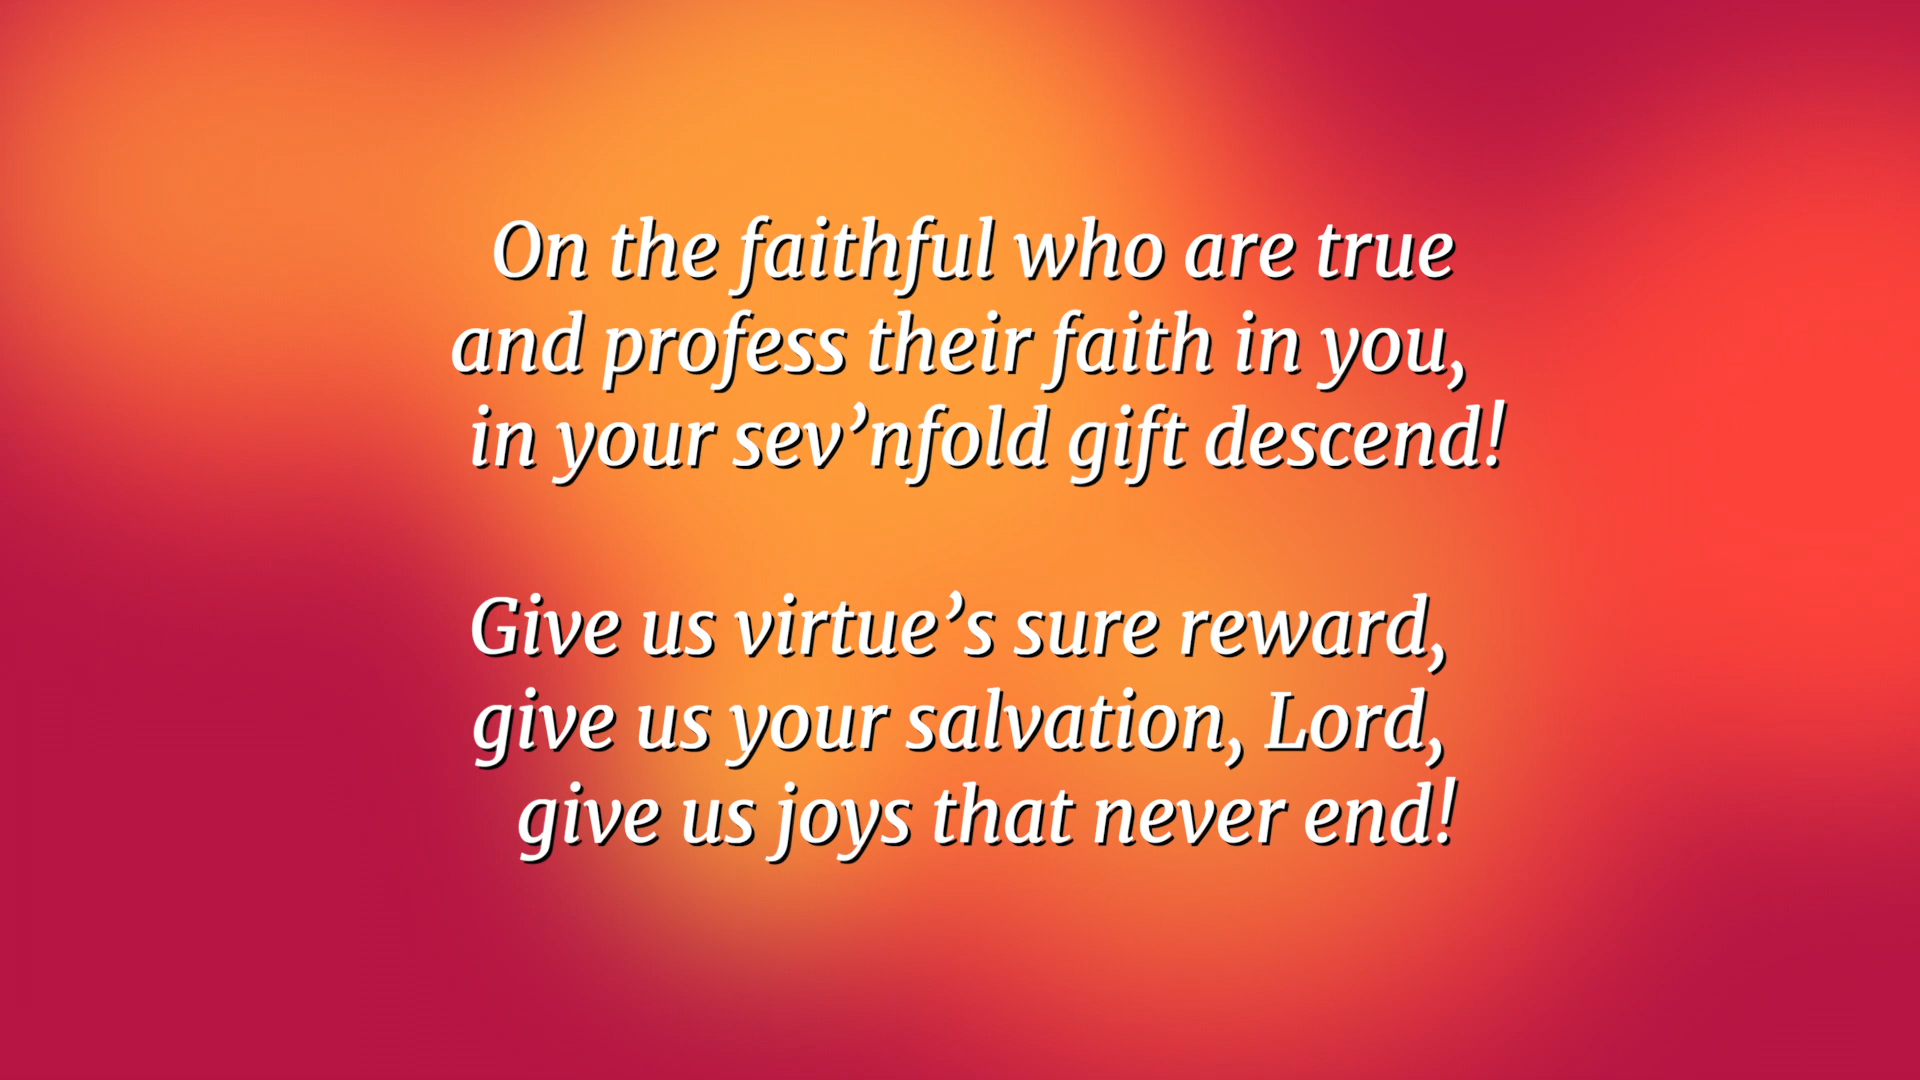 On the faithful who are true
and profess their faith in you,
in your sev’nfold gift descend!
Give us virtue’s sure reward,
give us your salvation, Lord,
give us joys that never end!